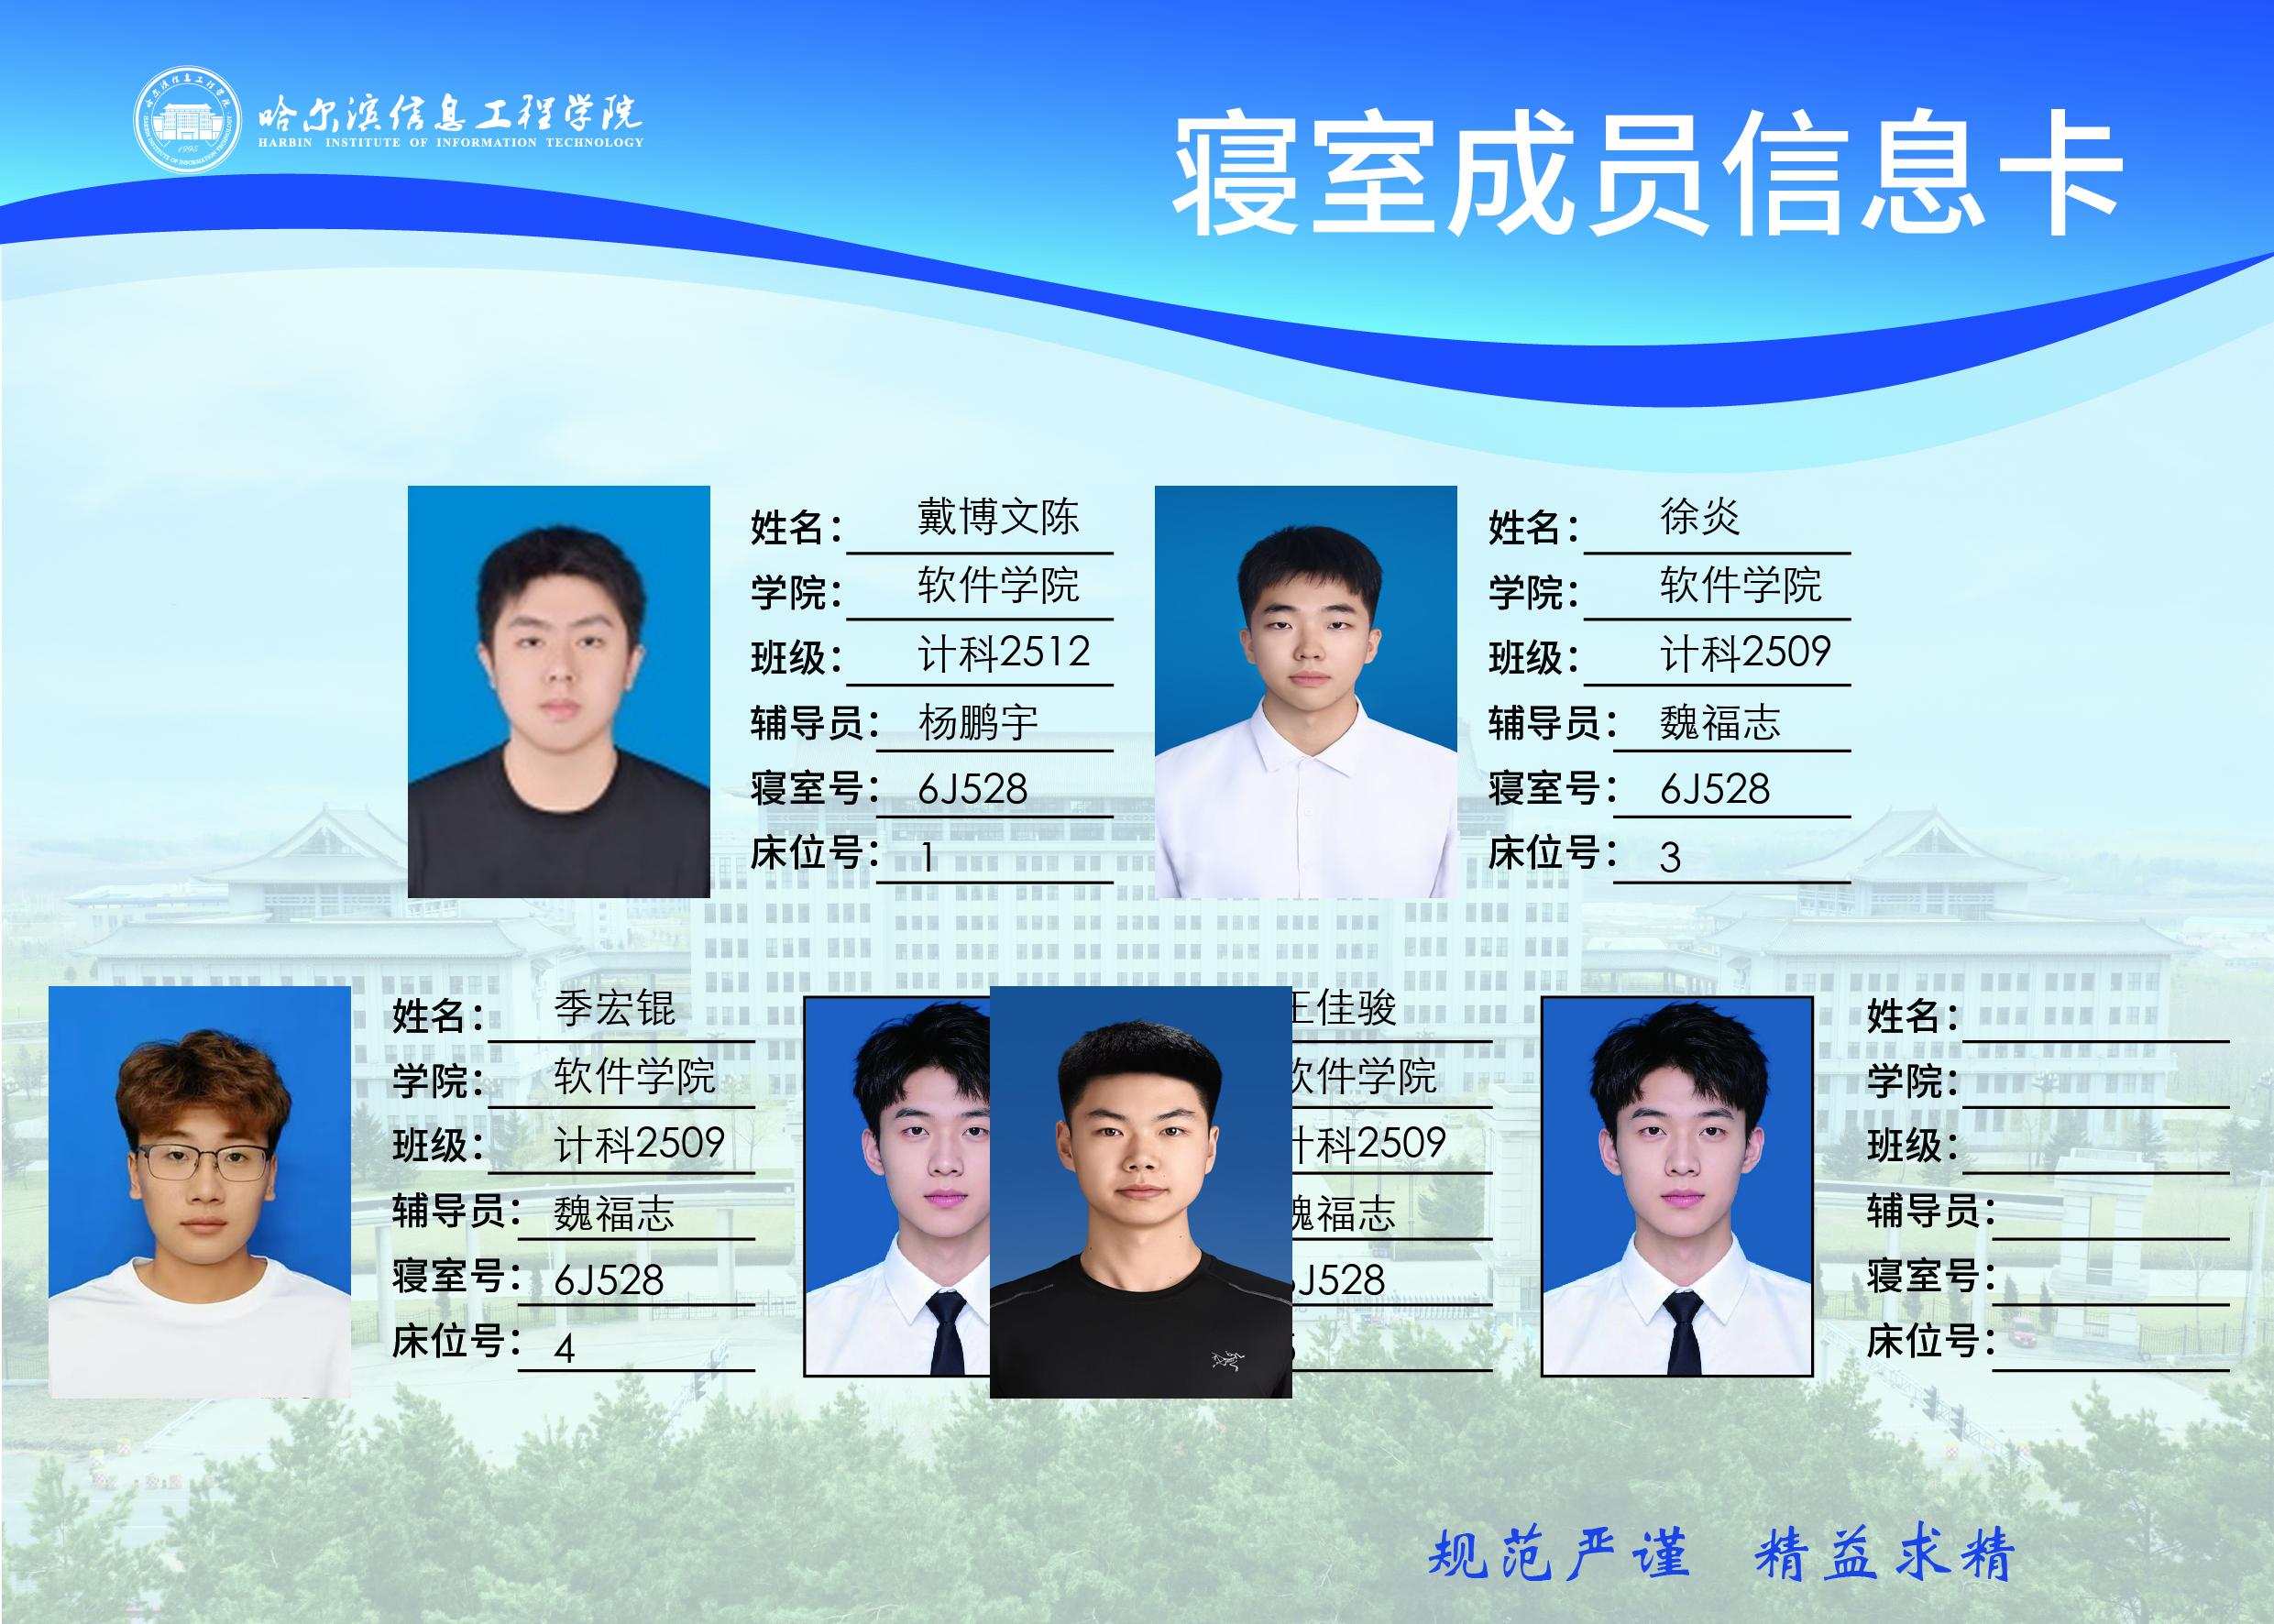 哈尔滨信息工程学院
HARBIN INSTITUTE OF INFORMATION TECHNOLOGY
1995
寝室成员信息卡
姓名: 戴博文陈
学院: 软件学院
班级: 计科2512
辅导员: 杨鹏宇
寝室号: 6J528
床位号: 1
姓名: 徐炎
学院: 软件学院
班级: 计科2509
辅导员: 魏福志
寝室号: 6J528
床位号: 3
姓名: 季宏锟
学院: 软件学院
班级: 计科2509
辅导员: 魏福志
寝室号: 6J528
床位号: 4
王佳骏
软件学院
计科2509
魏福志
6J528
姓名:
学院:
班级:
辅导员:
寝室号:
床位号:
规范严谨 精益求精